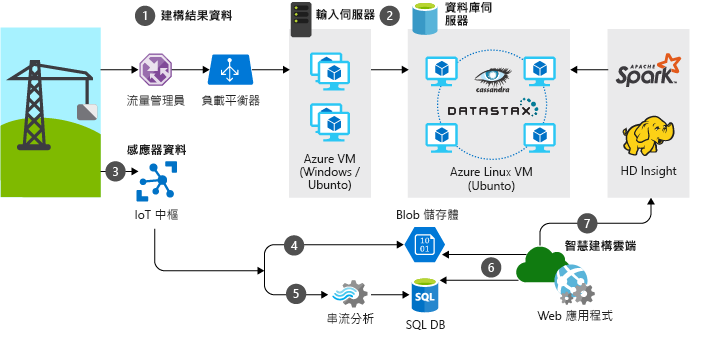 1 建構結果資料
輸入伺服器
2 資料庫伺
服器
流量管理員
負載平衡器
Azure VM
(Windows /
Ubunto)
cassandra
DATASTAX
Azure Linux VM
(Ubunto)
APACHE
Spark
HD Insight
感應器資料
3
IoT 中樞
4
Blob 儲存體
10
01
5
串流分析
SQL
SQL DB
6
7
智慧建構雲端
Web 應用程式